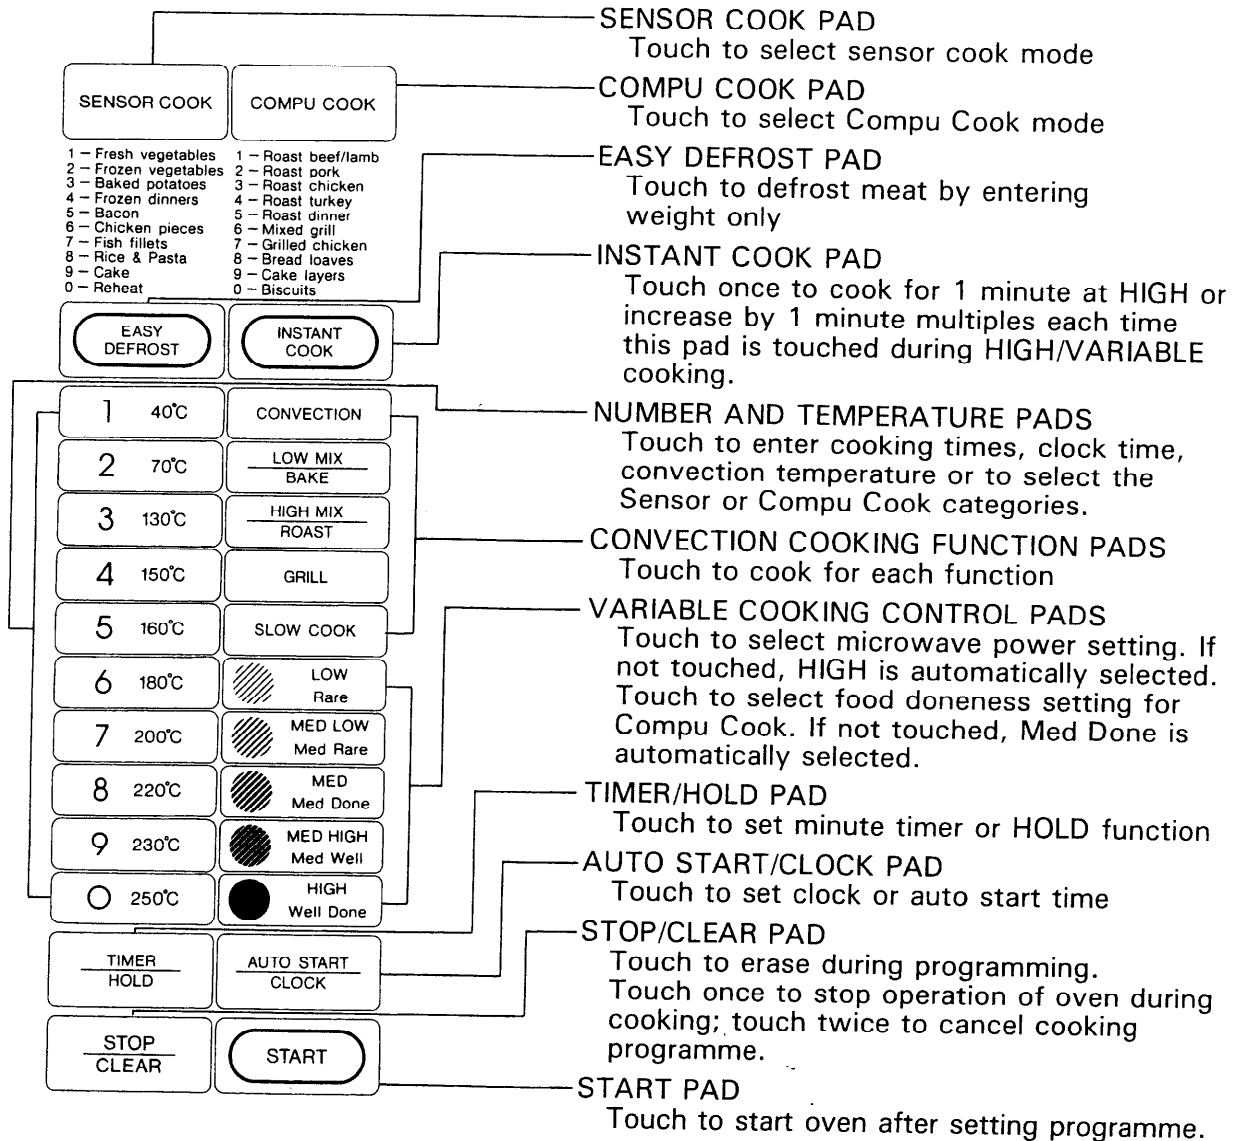 SENSOR COOK PAD
Touch to select sensor cook mode
COMPU COOK PAD
Touch to select Compu Cook mode
EASY DEFROST PAD
Touch to defrost meat by entering
weight only
INSTANT COOK PAD
Touch once to cook for 1 minute at HIGH or
increase by 1 minute multiples each time
this pad is touched during HIGH/VARIABLE
cooking.
NUMBER AND TEMPERATURE PADS
Touch to enter cooking times, clock time,
convection temperature or to select the
Sensor or Compu Cook categories.
CONVECTION COOKING FUNCTION PADS
Touch to cook for each function
VARIABLE COOKING CONTROL PADS
Touch to select microwave power setting. If
not touched, HIGH is automatically selected.
Touch to select food doneness setting for
Compu Cook. If not touched, Med Done is
automatically selected.
TIMER/HOLD PAD
Touch to set minute timer or HOLD function
AUTO START/CLOCK PAD
Touch to set clock or auto start time
STOP/CLEAR PAD
Touch to erase during programming.
Touch once to stop operation of oven during
cooking; touch twice to cancel cooking
programme.
START PAD
Touch to start oven after setting programme.
SENSOR COOK
1 – Fresh vegetables
2 – Frozen vegetables
3 – Baked potatoes
4 – Frozen dinners
5 – Bacon
6 – Chicken pieces
7 – Fish fillets
8 – Rice & Pasta
9 – Cake
0 – Reheat
COMPU COOK
1 – Roast beef/lamb
2 – Roast pork
3 – Roast chicken
4 – Roast turkey
5 – Roast dinner
6 – Mixed grill
7 – Grilled chicken
8 – Bread loaves
9 – Cake layers
0 – Biscuits
EASY
DEFROST
INSTANT
COOK
1 40°C
CONVECTION
2 70°C
LOW MIX
BAKE
3 130°C
HIGH MIX
ROAST
4 150°C
GRILL
5 160°C
SLOW COOK
6 180°C
LOW
Rare
7 200°C
MED LOW
Med Rare
8 220°C
MED
Med Done
9 230°C
MED HIGH
Med Well
0 250°C
HIGH
Well Done
TIMER
HOLD
AUTO START
CLOCK
STOP
CLEAR
START